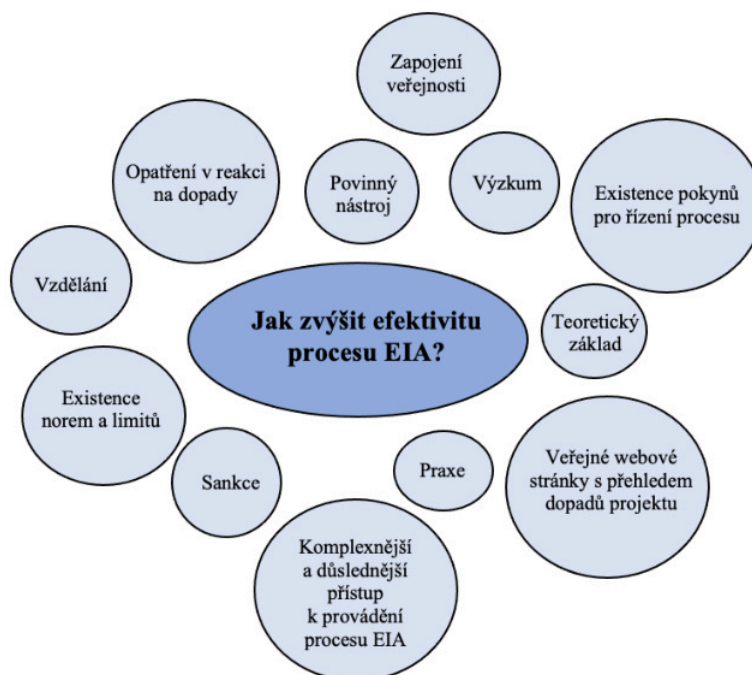 Zapojení
veřejnosti
Opatření v reakci
na dopady
Povinný
nástroj
Výzkum
Existence pokynů
pro řízení procesu
Vzdělání
Jak zvýšit efektivitu
procesu EIA?
Teoretický
základ
Existence
norem a limitů
Sankce
Praxe
Veřejné webové
stránky s přehledem
dopadů projektu
Komplexnější
a důslednější
přístup
k provádění
procesu EIA